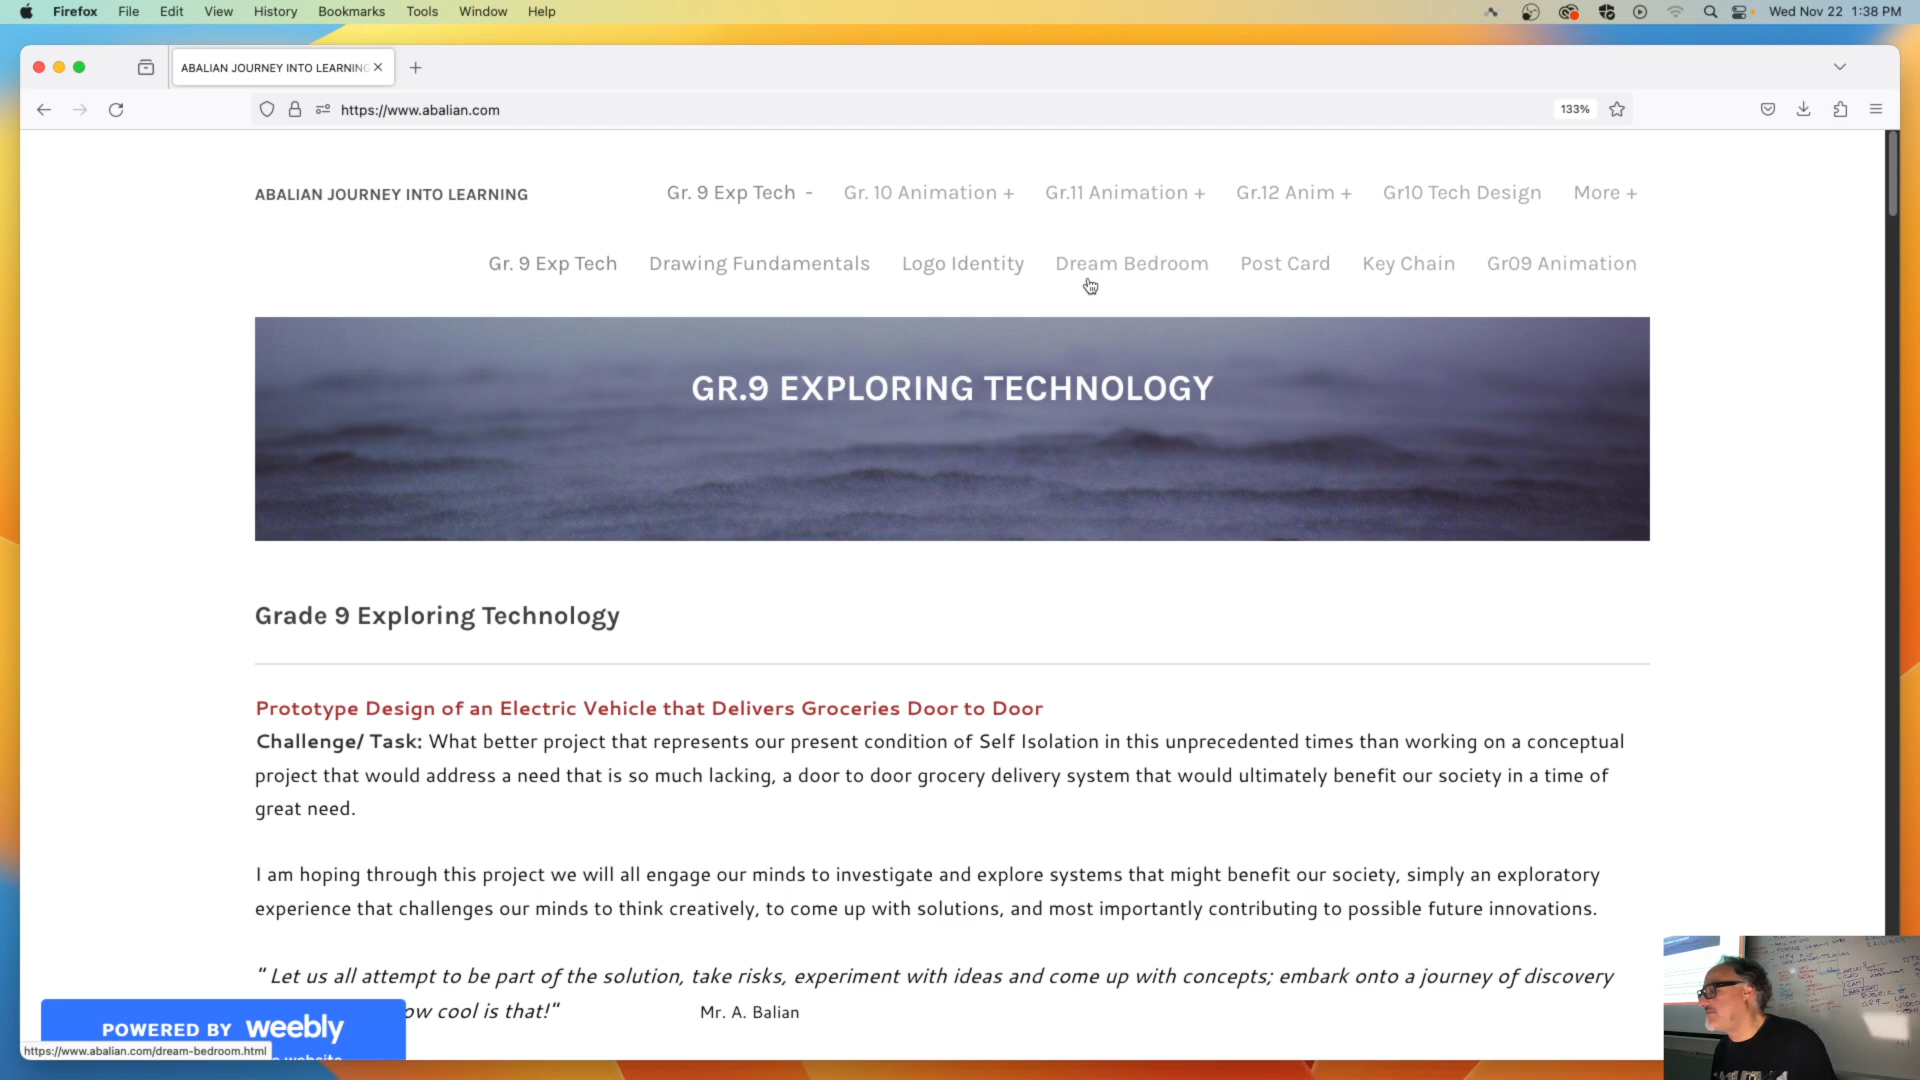 Firefox File Edit View History Bookmarks Tools Window Help Wed Nov 22 1:38 PM
ABALIAN JOURNEY INTO LEARNING
https://www.abalian.com 133%
ABALIAN JOURNEY INTO LEARNING Gr. 9 Exp Tech - Gr. 10 Animation + Gr.11 Animation + Gr.12 Anim + Gr10 Tech Design More +
Gr. 9 Exp Tech Drawing Fundamentals Logo Identity Dream Bedroom Post Card Key Chain Gr09 Animation
GR.9 EXPLORING TECHNOLOGY
Grade 9 Exploring Technology
Prototype Design of an Electric Vehicle that Delivers Groceries Door to Door
Challenge/ Task: What better project that represents our present condition of Self Isolation in this unprecedented times than working on a conceptual
project that would address a need that is so much lacking, a door to door grocery delivery system that would ultimately benefit our society in a time of
great need.
I am hoping through this project we will all engage our minds to investigate and explore systems that might benefit our society, simply an exploratory
experience that challenges our minds to think creatively, to come up with solutions, and most importantly contributing to possible future innovations.
" Let us all attempt to be part of the solution, take risks, experiment with ideas and come up with concepts; embark onto a journey of discovery
ow cool is that!" Mr. A. Balian
POWERED BY weebly
https://www.abalian.com/dream-bedroom.html
website